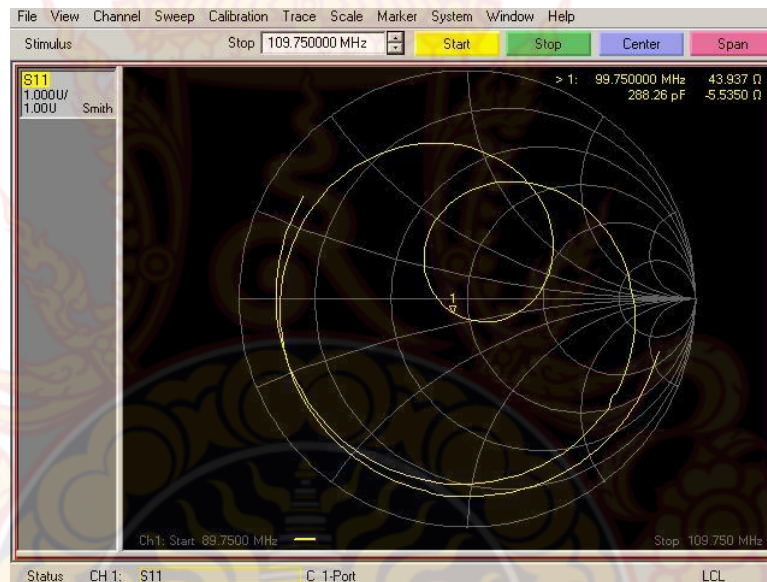 File View Channel Sweep Calibration Trace Scale Marker System Window Help
Stimulus Stop 109.750000 MHz Start Stop Center Span
S11
1.000U/
1.00U Smith
> 1: 99.750000 MHz 43.937 Ω
288.26 pF -5.5350 Ω
1
Ch1: Start 89.7500 MHz Stop 109.750 MHz
Status CH 1: S11 C 1-Port LCL